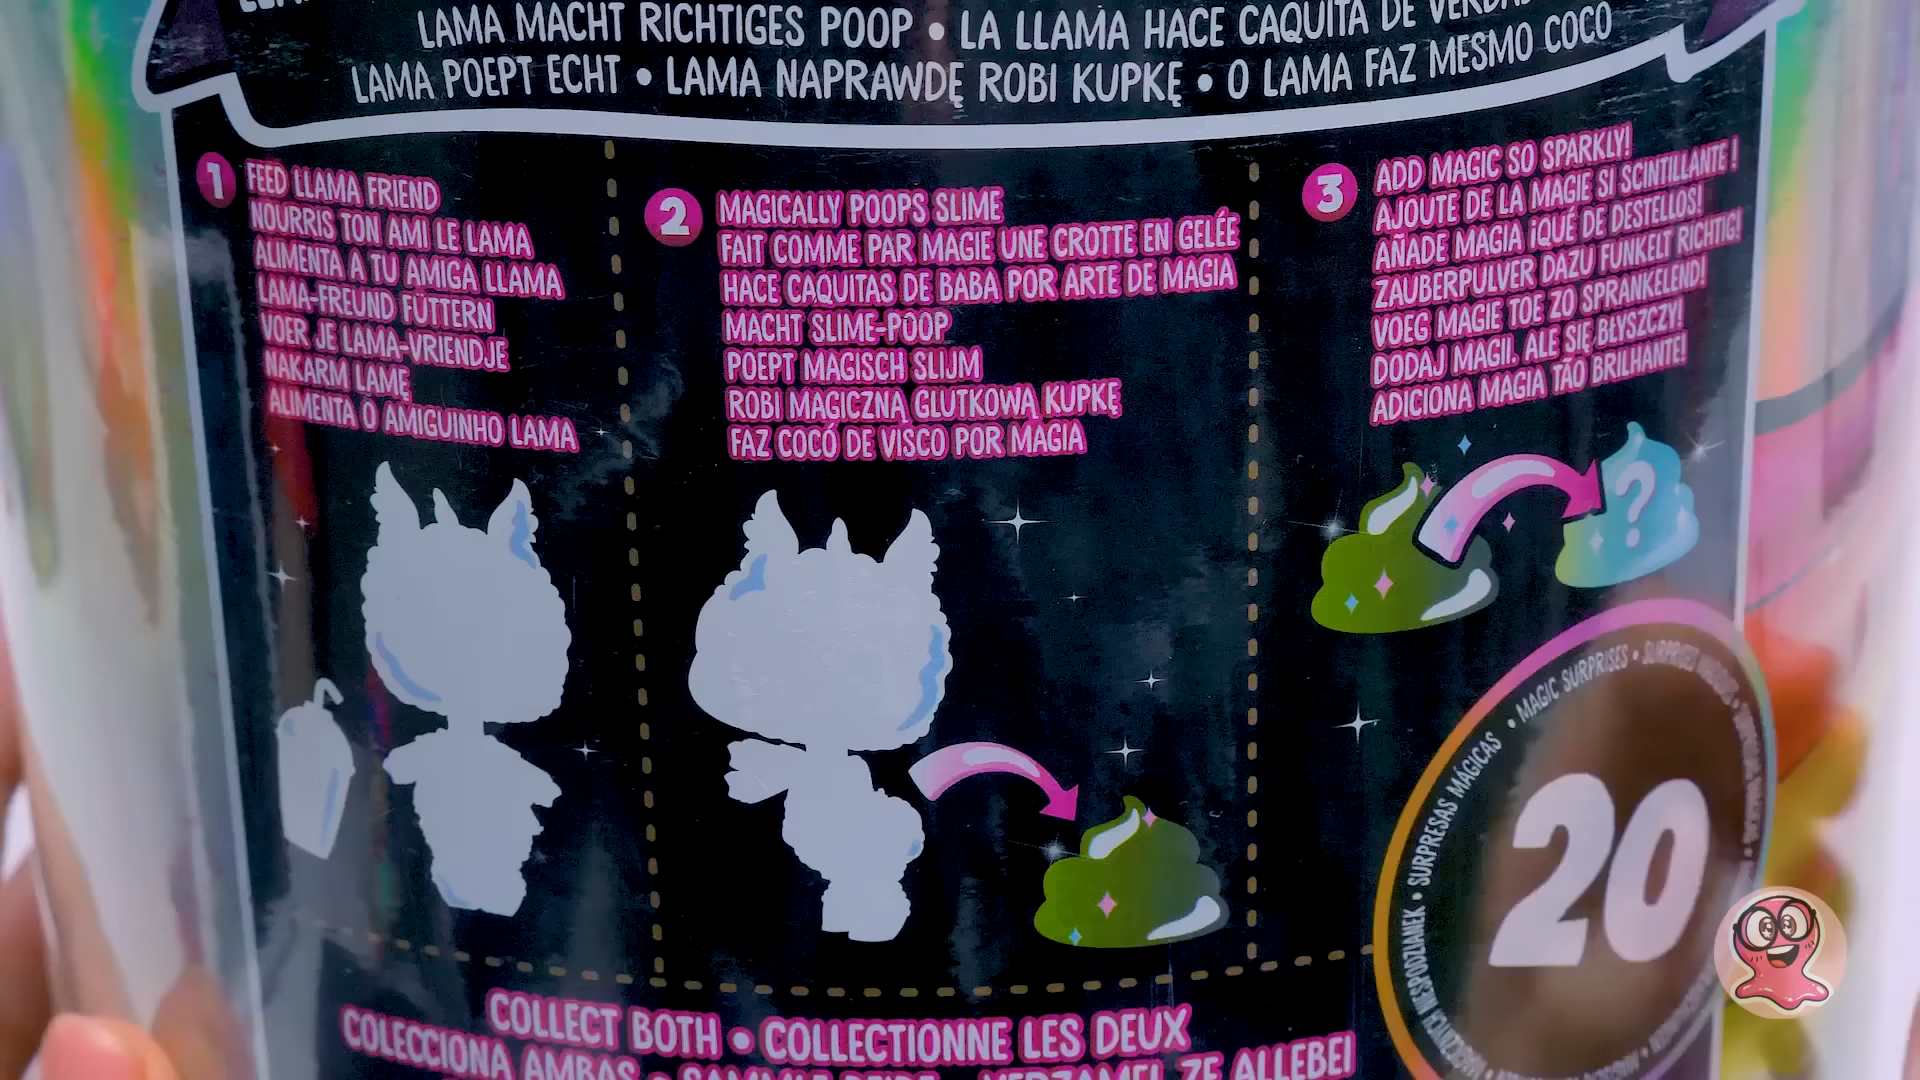 LAMA MACHT RICHTIGES POOP • LA LLAMA HACE CAQUITA DE
LAMA POEPT ECHT • LAMA NAPRAWDĘ ROBI KUPKĘ • O LAMA FAZ MESMO COCO
1 FEED LLAMA FRIEND
NOURRIS TON AMI LE LAMA
ALIMENTA A TU AMIGA LLAMA
LAMA-FREUND FÜTTERN
VOER JE LAMA-VRIENDJE
NAKARM LAMĘ
ALIMENTA O AMIGUINHO LAMA
2 MAGICALLY POOPS SLIME
FAIT COMME PAR MAGIE UNE CROTTE EN GELÉE
HACE CAQUITAS DE BABA POR ARTE DE MAGIA
MACHT SLIME-POOP
POEPT MAGISCH SLIJM
ROBI MAGICZNĄ GLUTKOWĄ KUPKĘ
FAZ COCÓ DE VISCO POR MAGIA
3 ADD MAGIC SO SPARKLY!
AJOUTE DE LA MAGIE SI SCINTILLANTE !
AÑADE MAGIA ¡QUÉ DE DESTELLOS!
ZAUBERPULVER DAZU FUNKELT RICHTIG!
VOEG MAGIE TOE ZO SPRANKELEND!
DODAJ MAGII. ALE SIĘ BŁYSZCZY!
ADICIONA MAGIA TÃO BRILHANTE!
?
• SURPRESAS MÁGICAS • MAGIC SURPRISES •
20
COLLECT BOTH • COLLECTIONNE LES DEUX
COLECCIONA AMBAS • SAMMLE BEIDE • VERZAMEL ZE ALLEBEI